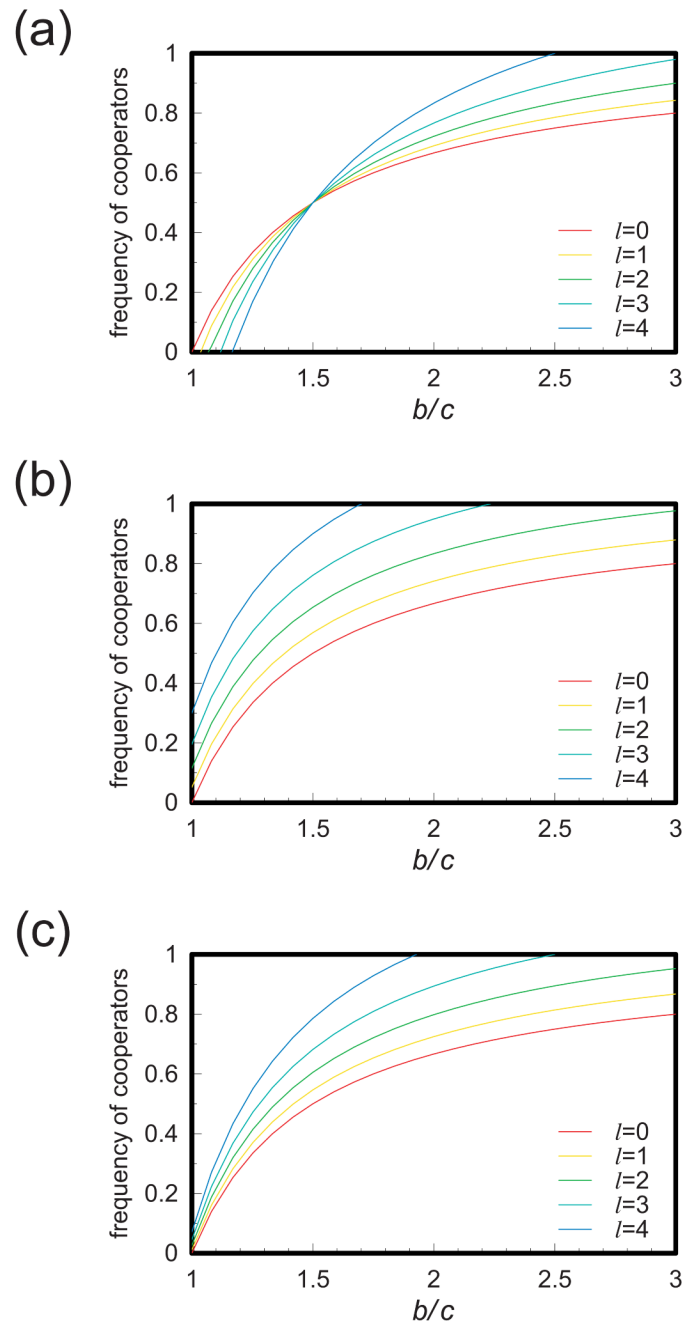 (a)
frequency of cooperators
1
0.8
0.6
0.4
0.2
0
l=0
l=1
l=2
l=3
l=4
1 1.5 2 2.5 3
b/c
(b)
frequency of cooperators
1
0.8
0.6
0.4
0.2
0
l=0
l=1
l=2
l=3
l=4
1 1.5 2 2.5 3
b/c
(c)
frequency of cooperators
1
0.8
0.6
0.4
0.2
0
l=0
l=1
l=2
l=3
l=4
1 1.5 2 2.5 3
b/c